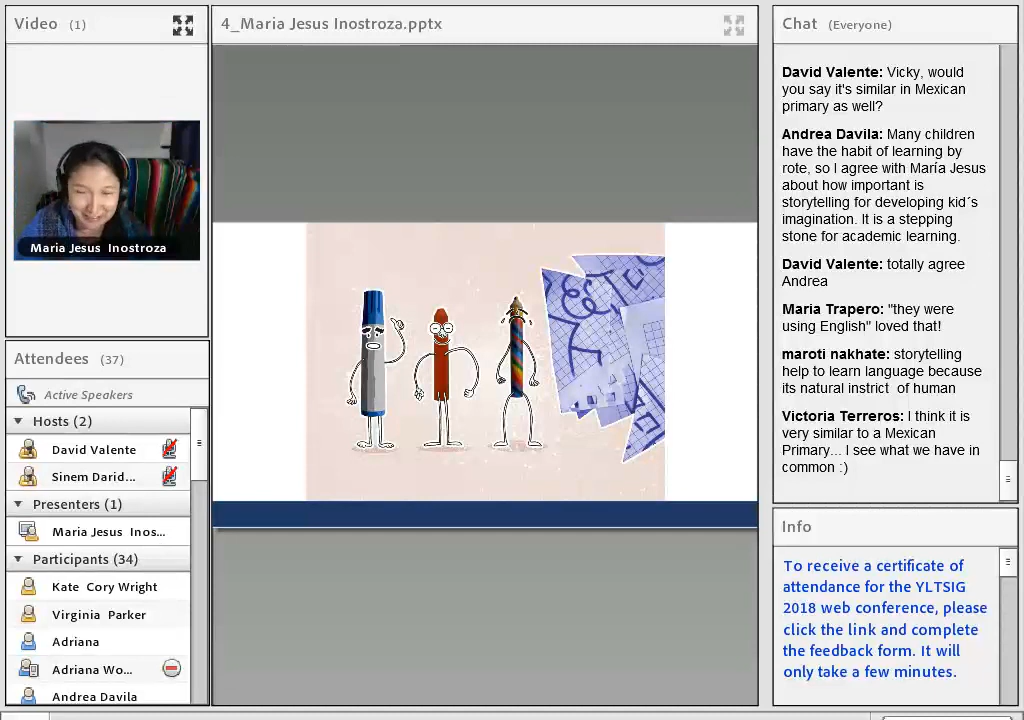 Video (1)
Maria Jesus Inostroza
Attendees (37)
Active Speakers
Hosts (2)
David Valente
Sinem Darid...
Presenters (1)
Maria Jesus Inos...
Participants (34)
Kate Cory Wright
Virginia Parker
Adriana
Adriana Wo...
Andrea Davila
4_Maria Jesus Inostroza.pptx
Chat (Everyone)
David Valente: Vicky, would
you say it's similar in Mexican
primary as well?
Andrea Davila: Many children
have the habit of learning by
rote, so I agree with María Jesus
about how important is
storytelling for developing kid´s
imagination. It is a stepping
stone for academic learning.
David Valente: totally agree
Andrea
Maria Trapero: "they were
using English" loved that!
maroti nakhate: storytelling
help to learn language because
its natural instrict of human
Victoria Terreros: I think it is
very similar to a Mexican
Primary... I see what we have in
common :)
Info
To receive a certificate of
attendance for the YLTSIG
2018 web conference, please
click the link and complete
the feedback form. It will
only take a few minutes.